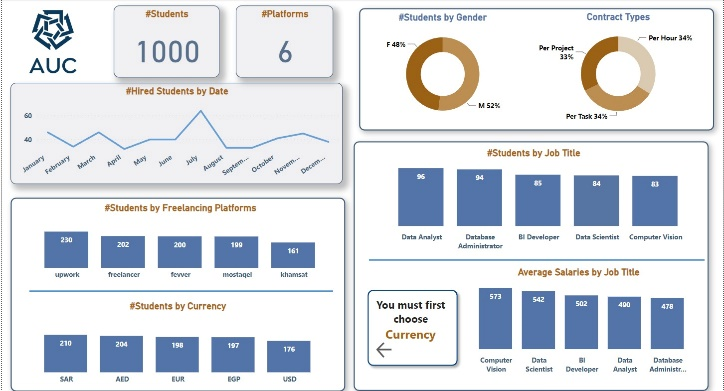 AUC
#Students
1000
#Platforms
6
#Hired Students by Date
60
40
January
February
March
April
May
June
July
August
Septem...
October
Novem...
Decem...
#Students by Gender
F 48%
M 52%
Contract Types
Per Hour 34%
Per Project
33%
Per Task 34%
#Students by Freelancing Platforms
230 202 200 199 161
upwork freelancer fevver mostaqel khamsat
#Students by Currency
210 204 198 197 176
SAR AED EUR EGP USD
#Students by Job Title
96 94 85 84 83
Data Analyst Database BI Developer Data Scientist Computer Vision
Administrator
You must first
choose
Currency
Average Salaries by Job Title
573 542 502 490 478
Computer Data BI Data Database
Vision Scientist Developer Analyst Administr...